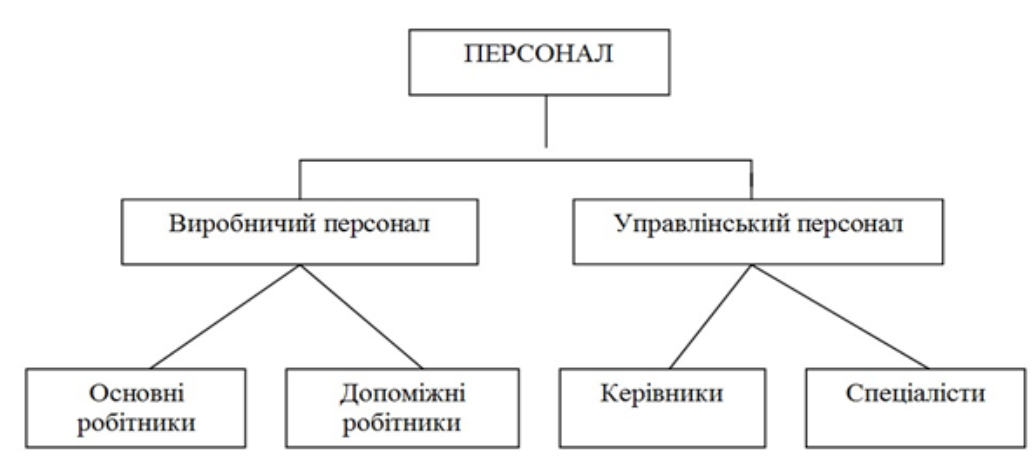 ПЕРСОНАЛ
Виробничий персонал
Управлінський персонал
Основні
робітники
Допоміжні
робітники
Керівники
Спеціалісти